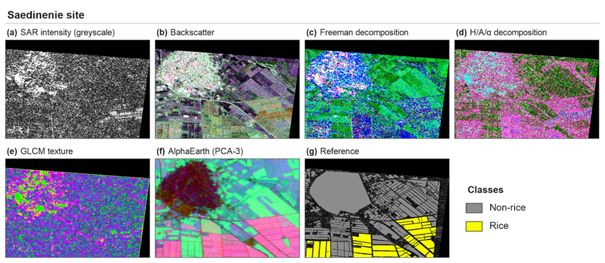 Saedinenie site
(a) SAR intensity (greyscale)
(b) Backscatter
(c) Freeman decomposition
(d) H/A/α decomposition
(e) GLCM texture
(f) AlphaEarth (PCA-3)
(g) Reference
Classes
Non-rice
Rice